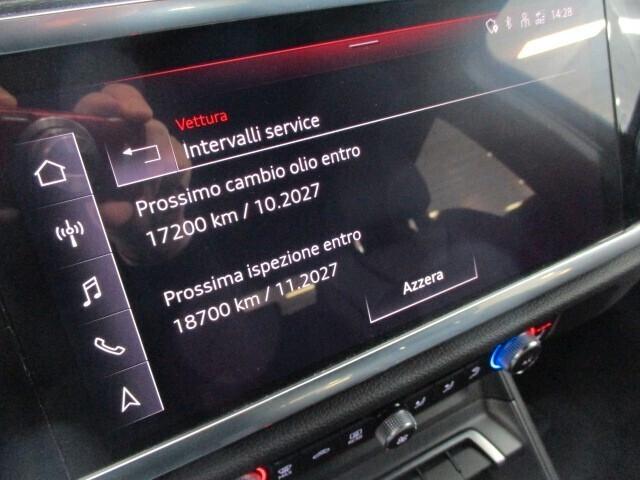 14:28
Vettura
Intervalli service
Prossimo cambio olio entro
17200 km / 10.2027
Prossima ispezione entro
18700 km / 11.2027
Azzera